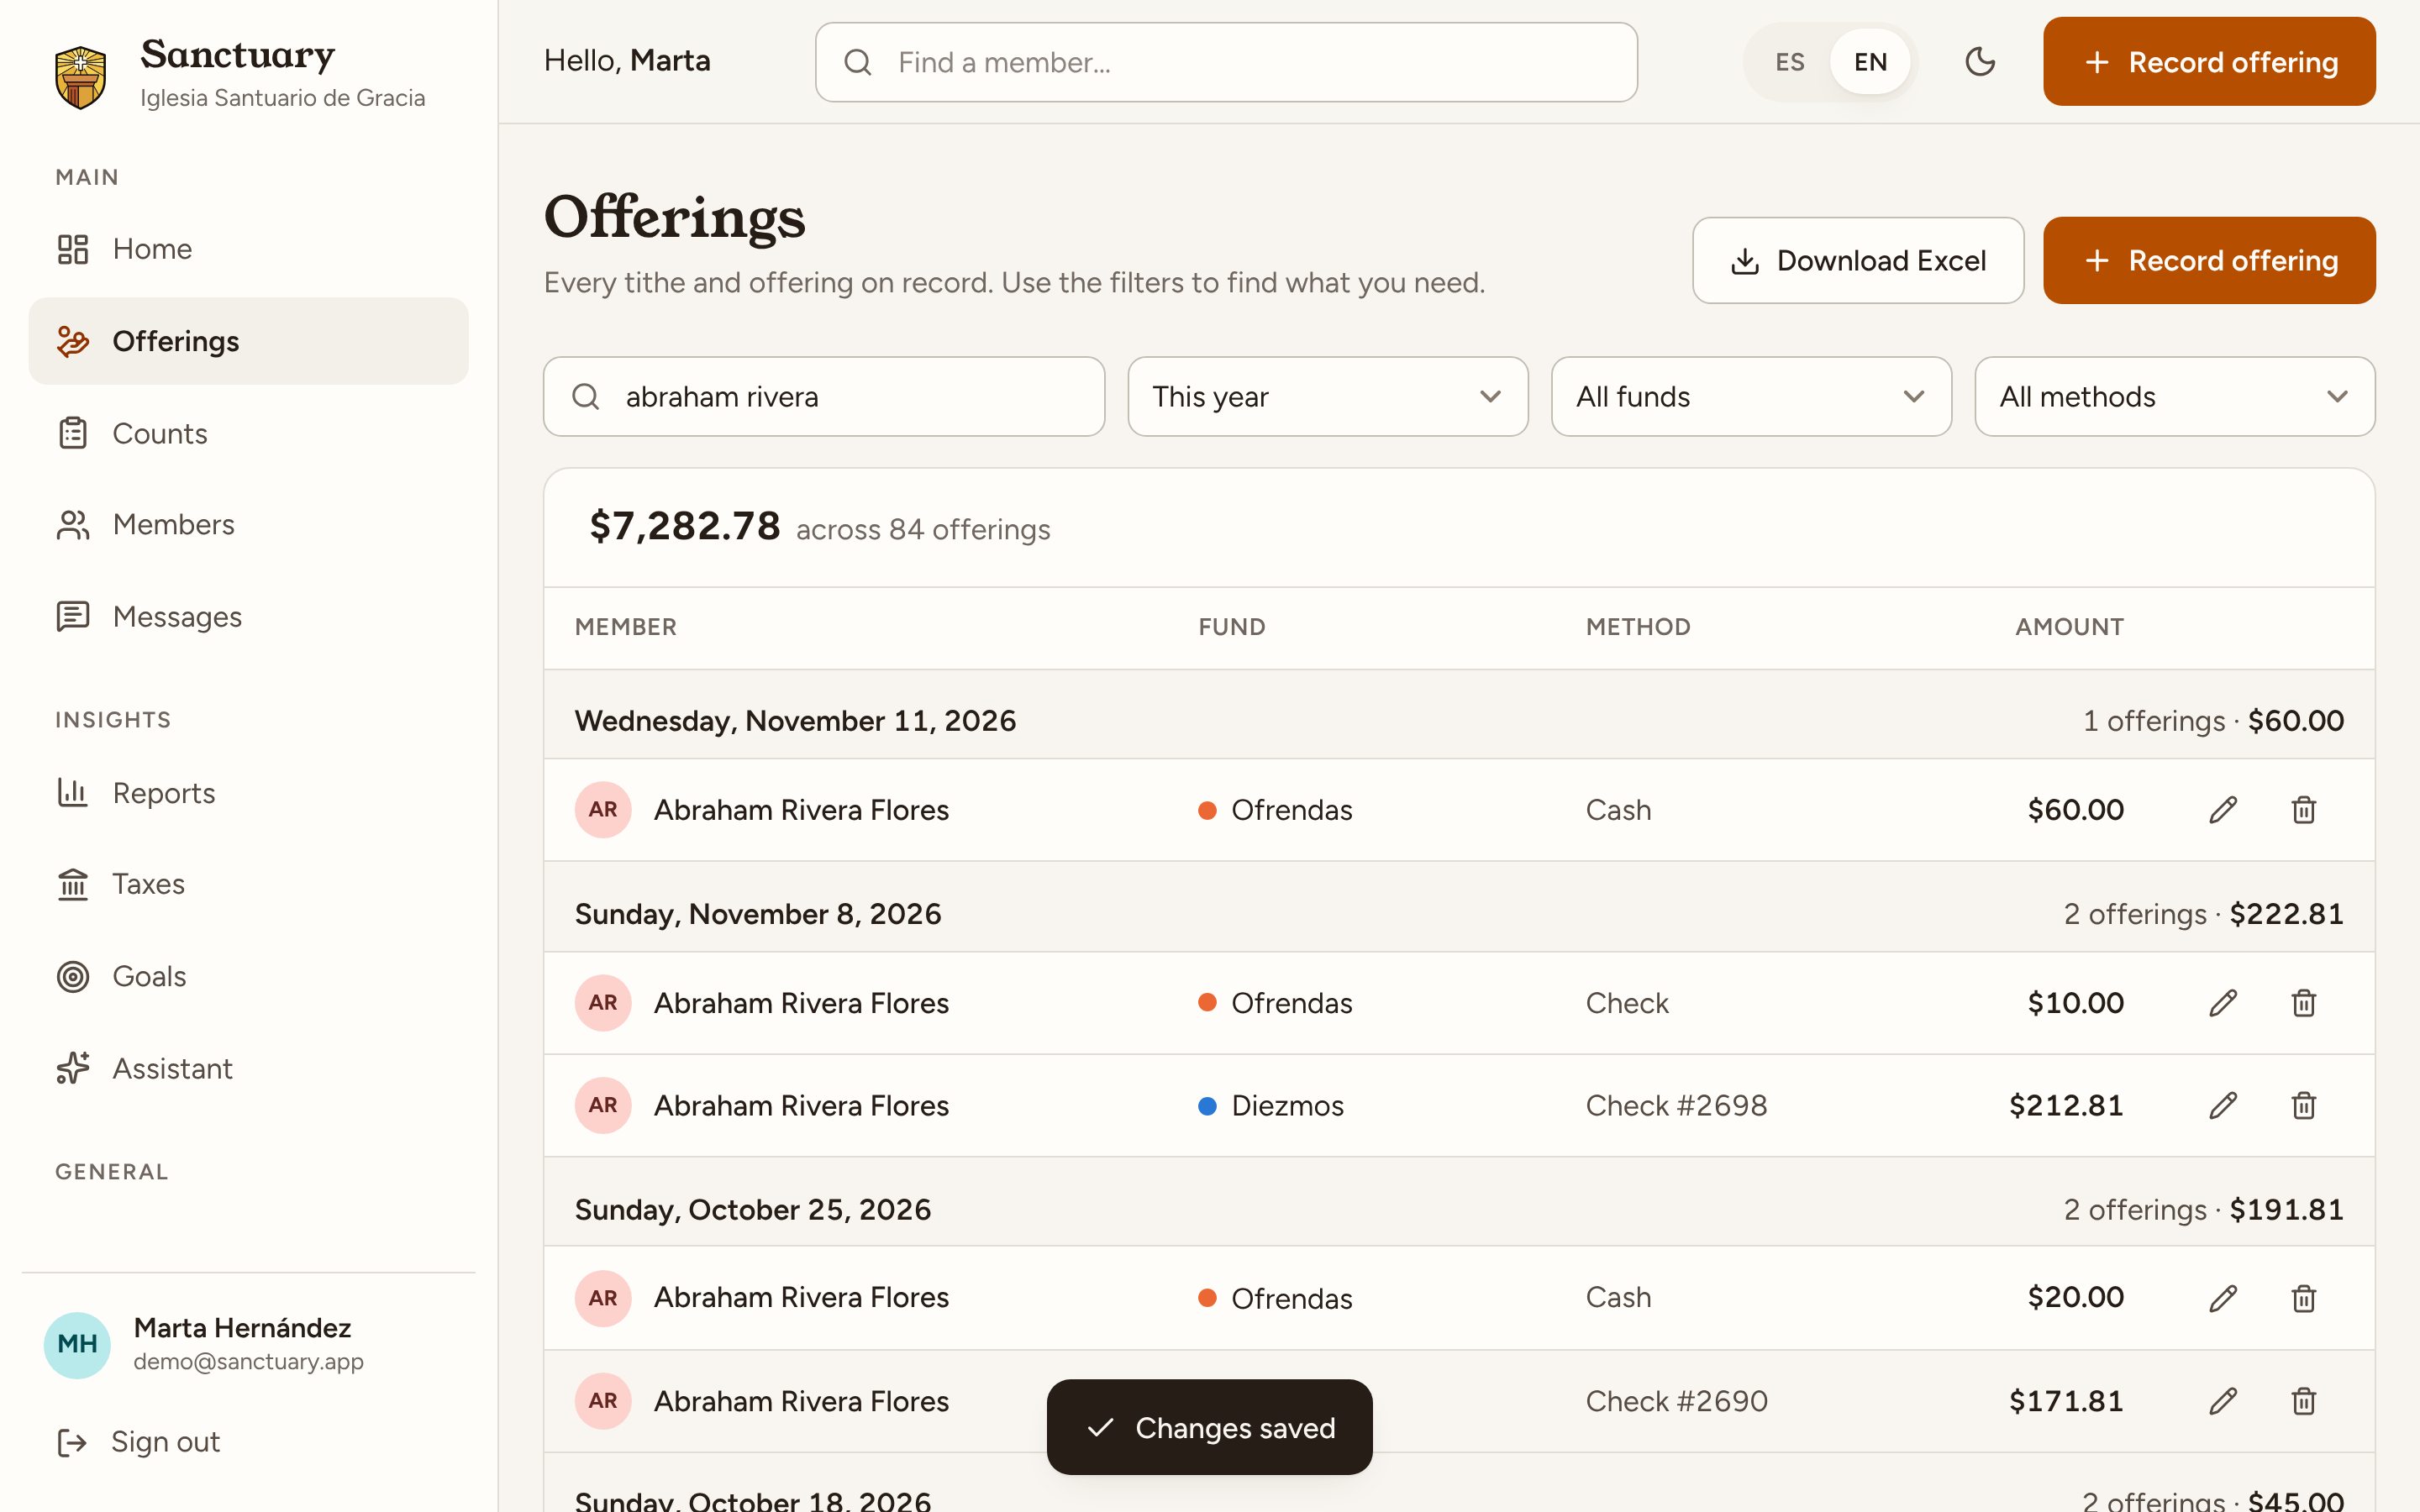 Sanctuary
Iglesia Santuario de Gracia
MAIN
Home
Offerings
Counts
Members
Messages
INSIGHTS
Reports
Taxes
Goals
Assistant
GENERAL
MH
Marta Hernández
demo@sanctuary.app
Sign out
Hello, Marta
Find a member...
ES EN
+ Record offering
Offerings
Every tithe and offering on record. Use the filters to find what you need.
Download Excel
+ Record offering
abraham rivera
This year
All funds
All methods
$7,282.78 across 84 offerings
MEMBER FUND METHOD AMOUNT
Wednesday, November 11, 2026 1 offerings · $60.00
AR Abraham Rivera Flores Ofrendas Cash $60.00
Sunday, November 8, 2026 2 offerings · $222.81
AR Abraham Rivera Flores Ofrendas Check $10.00
AR Abraham Rivera Flores Diezmos Check #2698 $212.81
Sunday, October 25, 2026 2 offerings · $191.81
AR Abraham Rivera Flores Ofrendas Cash $20.00
AR Abraham Rivera Flores Check #2690 $171.81
Changes saved
Sunday, October 18, 2026 2 offerings · $45.00